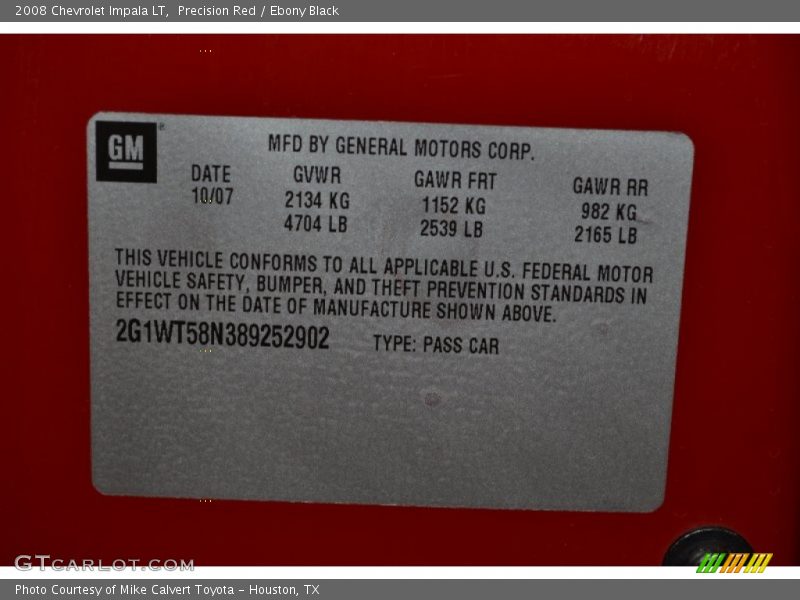 2008 Chevrolet Impala LT,  Precision Red / Ebony Black
GM
MFD BY GENERAL MOTORS CORP.
DATE GVWR GAWR FRT GAWR RR
10/07 2134 KG 1152 KG 982 KG
4704 LB 2539 LB 2165 LB
THIS VEHICLE CONFORMS TO ALL APPLICABLE U.S. FEDERAL MOTOR
VEHICLE SAFETY, BUMPER, AND THEFT PREVENTION STANDARDS IN
EFFECT ON THE DATE OF MANUFACTURE SHOWN ABOVE.
2G1WT58N389252902 TYPE: PASS CAR
GTCARLOT.COM
Photo Courtesy of Mike Calvert Toyota - Houston, TX